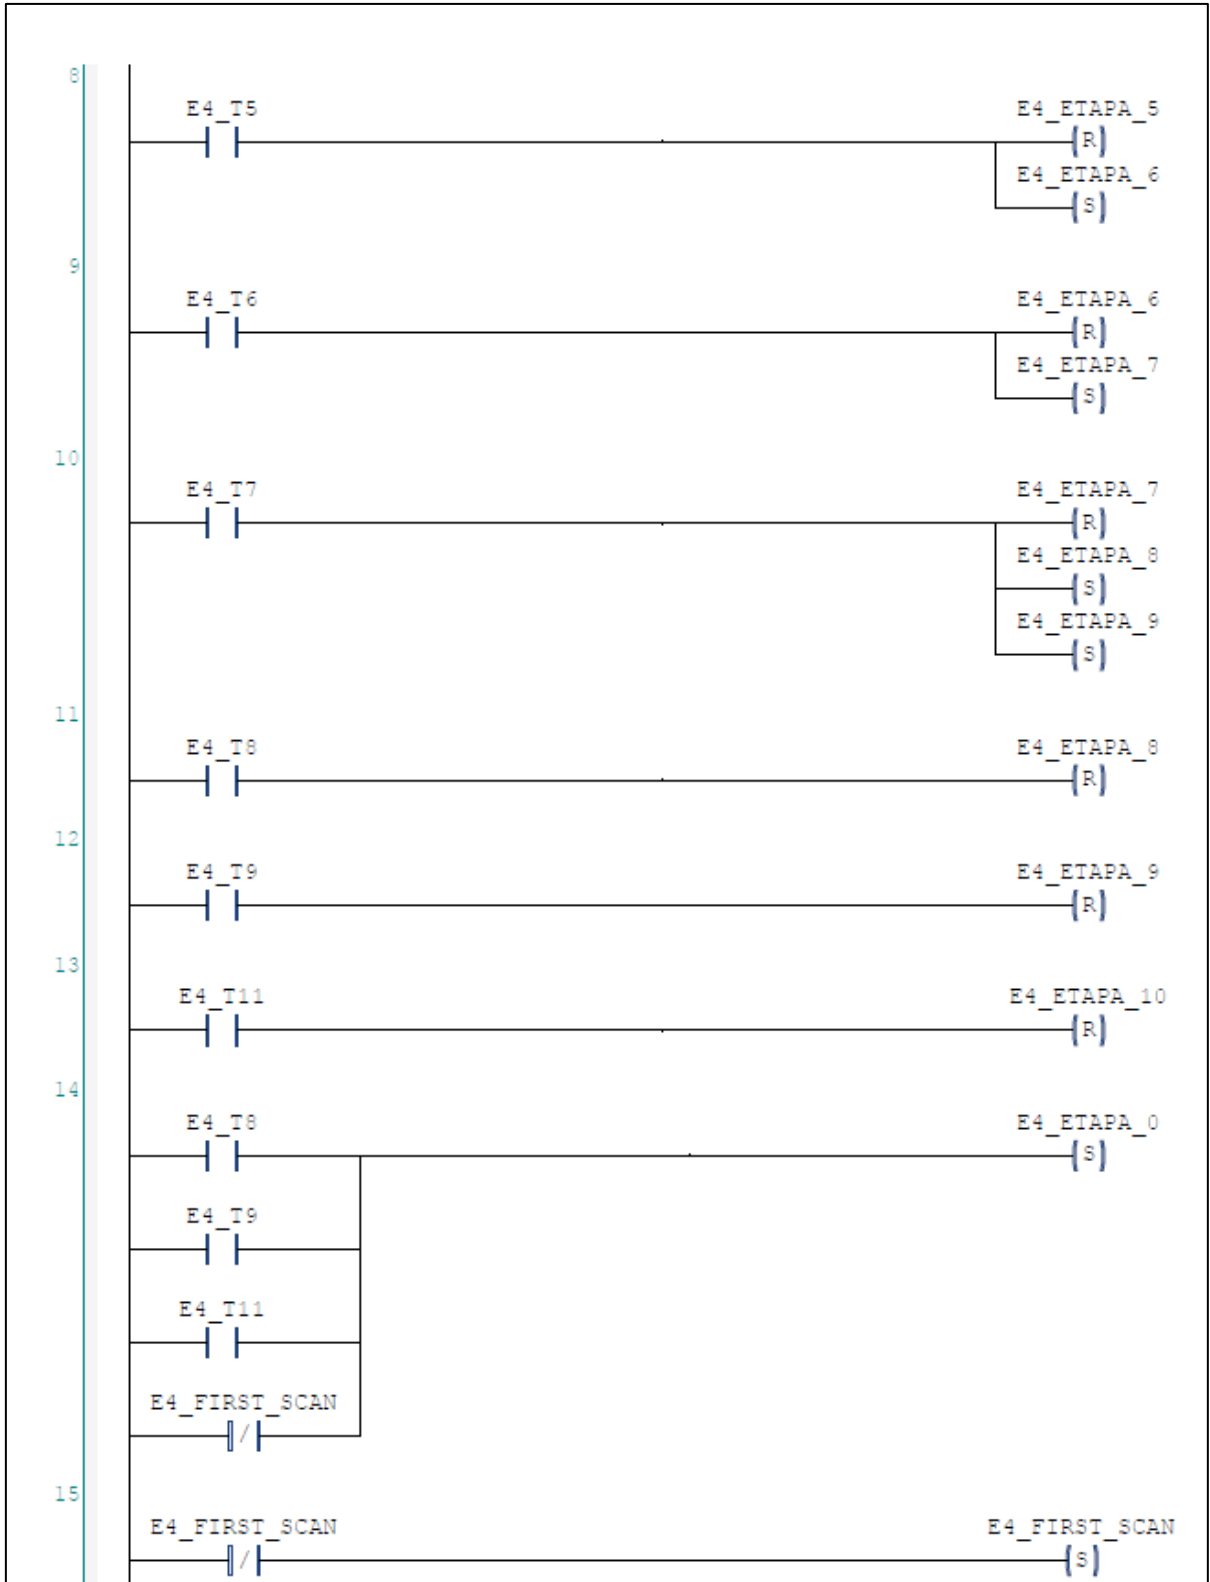 8
E4_T5 E4_ETAPA_5
(R)
E4_ETAPA_6
(S)
9
E4_T6 E4_ETAPA_6
(R)
E4_ETAPA_7
(S)
10
E4_T7 E4_ETAPA_7
(R)
E4_ETAPA_8
(S)
E4_ETAPA_9
(S)
11
E4_T8 E4_ETAPA_8
(R)
12
E4_T9 E4_ETAPA_9
(R)
13
E4_T11 E4_ETAPA_10
(R)
14
E4_T8 E4_ETAPA_0
(S)
E4_T9
E4_T11
E4_FIRST_SCAN
/
15
E4_FIRST_SCAN E4_FIRST_SCAN
/ (S)